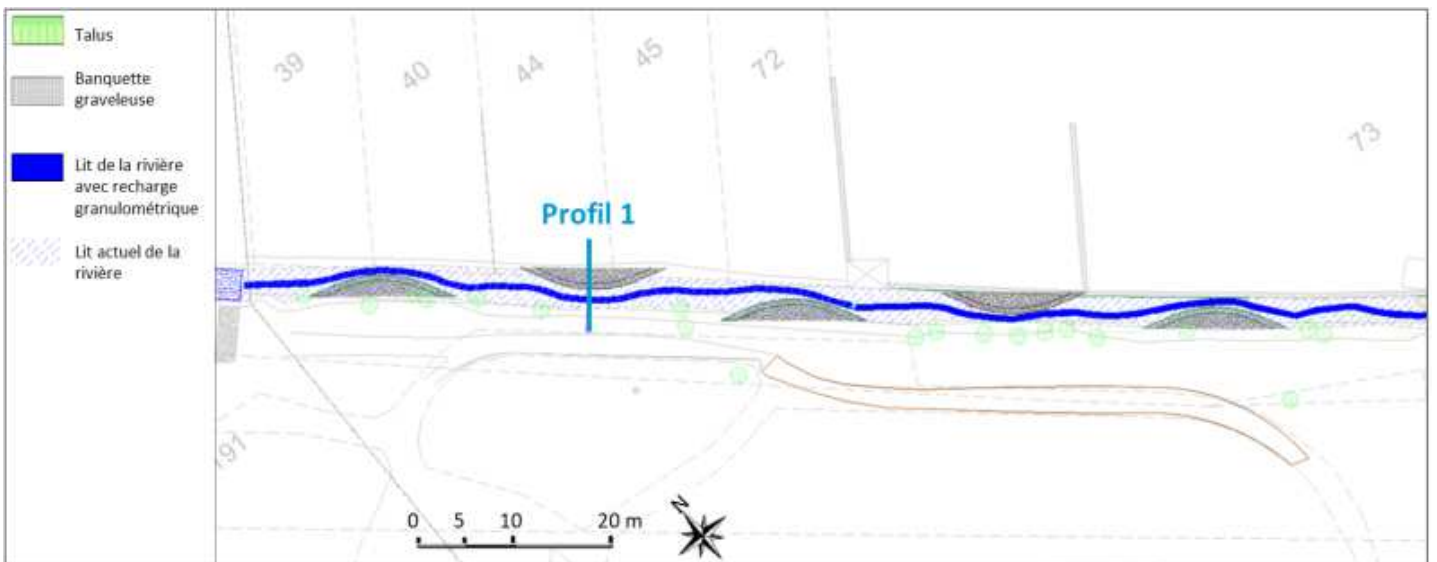 Talus
Banquette
graveleuse
Lit de la rivière
avec recharge
granulométrique
Lit actuel de la
rivière
39
40
44
45
72
73
Profil 1
191
0 5 10 20 m
N